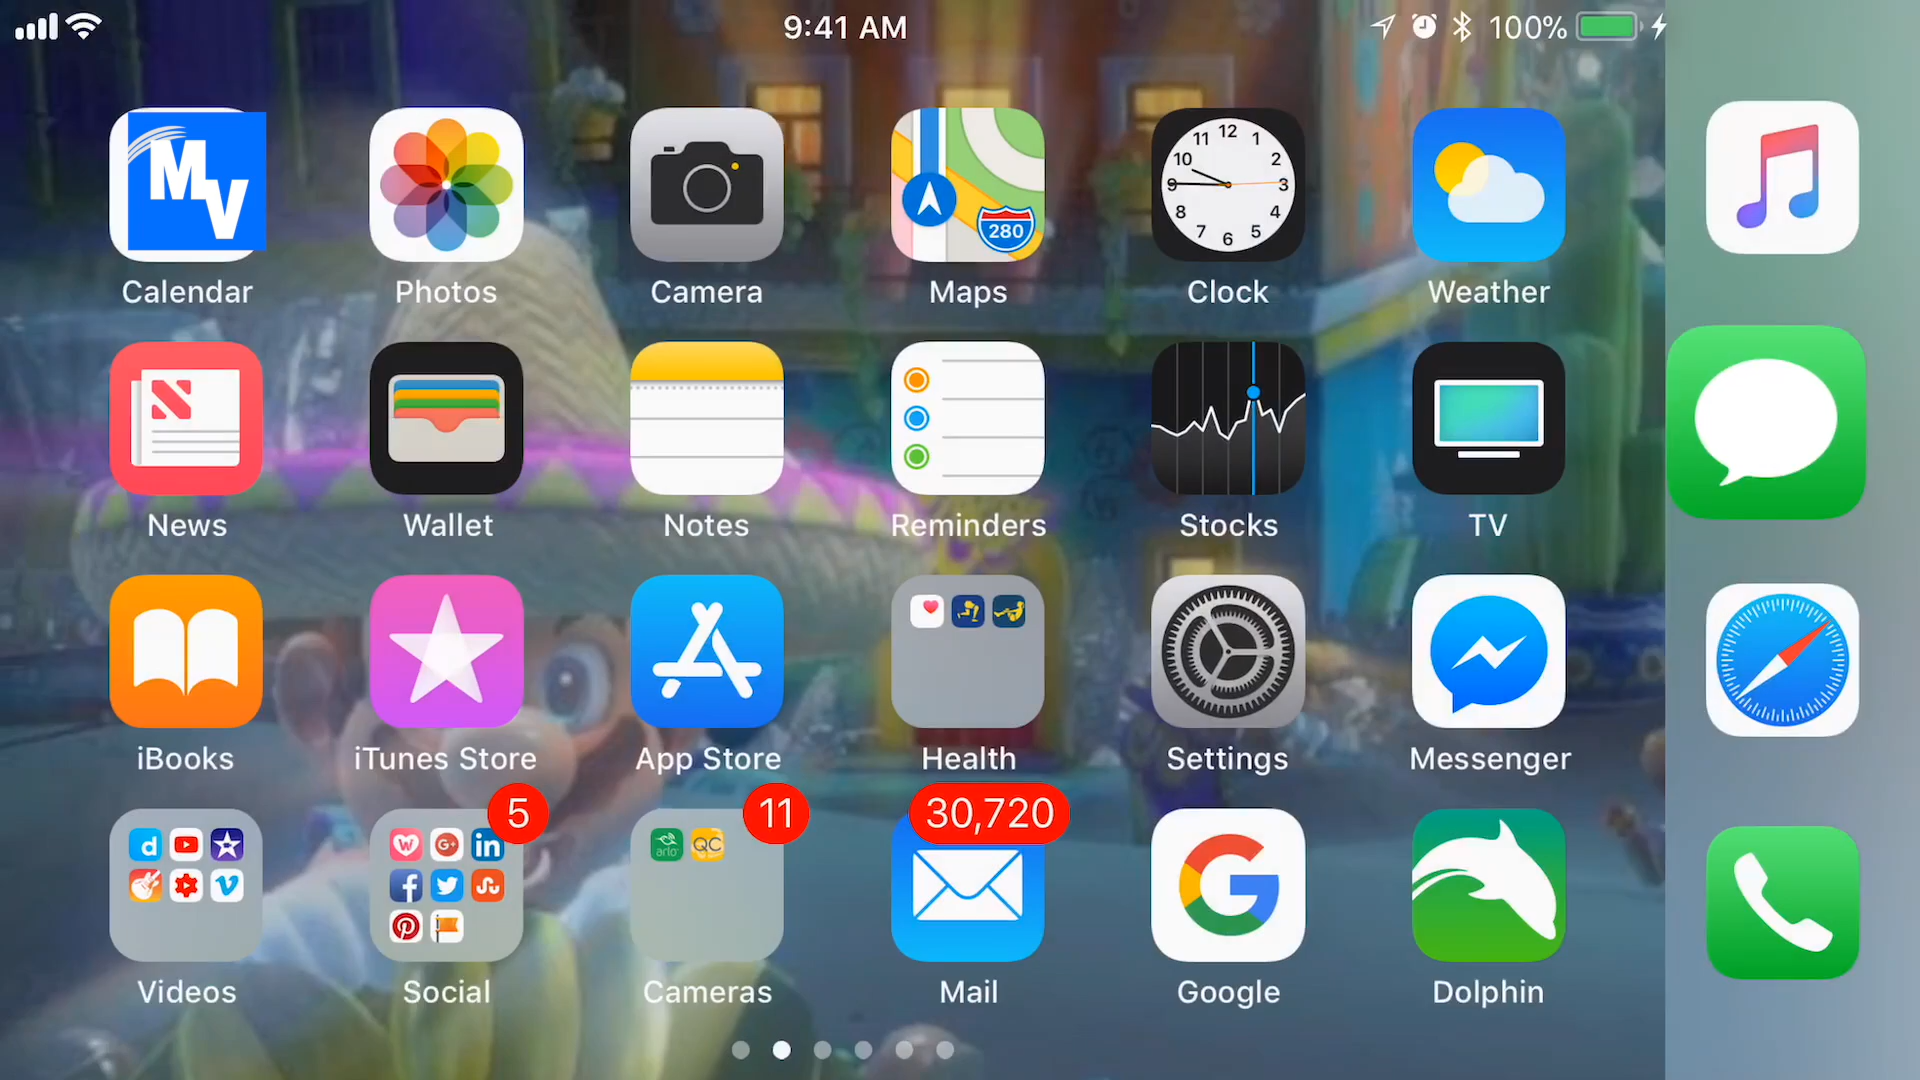 9:41 AM
100%
MV
280
12
11 1
10 2
9 3
8 4
7 5
6
Calendar Photos Camera Maps Clock Weather
News Wallet Notes Reminders Stocks TV
iBooks iTunes Store App Store Health Settings Messenger
5 11 30,720
d in
f
arlo QC
Videos Social Cameras Mail Google Dolphin